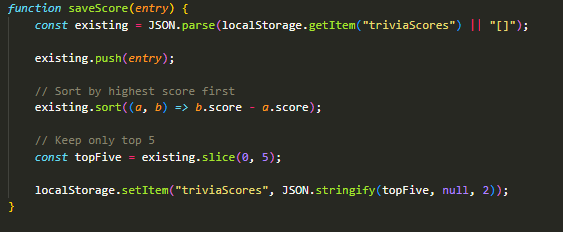 function saveScore(entry) {
    const existing = JSON.parse(localStorage.getItem("triviaScores") || "[]");

    existing.push(entry);

    // Sort by highest score first
    existing.sort((a, b) => b.score - a.score);

    // Keep only top 5
    const topFive = existing.slice(0, 5);

    localStorage.setItem("triviaScores", JSON.stringify(topFive, null, 2));
}